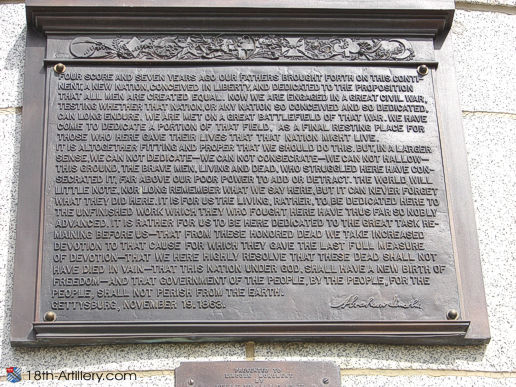 FOUR SCORE AND SEVEN YEARS AGO OUR FATHERS BROUGHT FORTH ON THIS CONTI-
NENT, A NEW NATION, CONCEIVED IN LIBERTY, AND DEDICATED TO THE PROPOSITION
THAT ALL MEN ARE CREATED EQUAL. NOW WE ARE ENGAGED IN A GREAT CIVIL WAR,
TESTING WHETHER THAT NATION, OR ANY NATION SO CONCEIVED AND SO DEDICATED,
CAN LONG ENDURE. WE ARE MET ON A GREAT BATTLEFIELD OF THAT WAR. WE HAVE
COME TO DEDICATE A PORTION OF THAT FIELD, AS A FINAL RESTING PLACE FOR
THOSE WHO HERE GAVE THEIR LIVES THAT THAT NATION MIGHT LIVE.
IT IS ALTOGETHER FITTING AND PROPER THAT WE SHOULD DO THIS. BUT, IN A LARGER
SENSE, WE CAN NOT DEDICATE—WE CAN NOT CONSECRATE—WE CAN NOT HALLOW—
THIS GROUND. THE BRAVE MEN, LIVING AND DEAD, WHO STRUGGLED HERE HAVE CON-
SECRATED IT, FAR ABOVE OUR POOR POWER TO ADD OR DETRACT. THE WORLD WILL
LITTLE NOTE, NOR LONG REMEMBER WHAT WE SAY HERE, BUT IT CAN NEVER FORGET
WHAT THEY DID HERE. IT IS FOR US THE LIVING, RATHER, TO BE DEDICATED HERE TO
THE UNFINISHED WORK WHICH THEY WHO FOUGHT HERE HAVE THUS FAR SO NOBLY
ADVANCED. IT IS RATHER FOR US TO BE HERE DEDICATED TO THE GREAT TASK RE-
MAINING BEFORE US—THAT FROM THESE HONORED DEAD WE TAKE INCREASED
DEVOTION TO THAT CAUSE FOR WHICH THEY GAVE THE LAST FULL MEASURE
OF DEVOTION—THAT WE HERE HIGHLY RESOLVE THAT THESE DEAD SHALL NOT
HAVE DIED IN VAIN—THAT THIS NATION UNDER GOD, SHALL HAVE A NEW BIRTH OF
FREEDOM—AND THAT GOVERNMENT OF THE PEOPLE, BY THE PEOPLE, FOR THE
PEOPLE, SHALL NOT PERISH FROM THE EARTH.
GETTYSBURG, NOVEMBER 19, 1863. Abraham Lincoln
PRESENTED TO
18th-Artillery.com